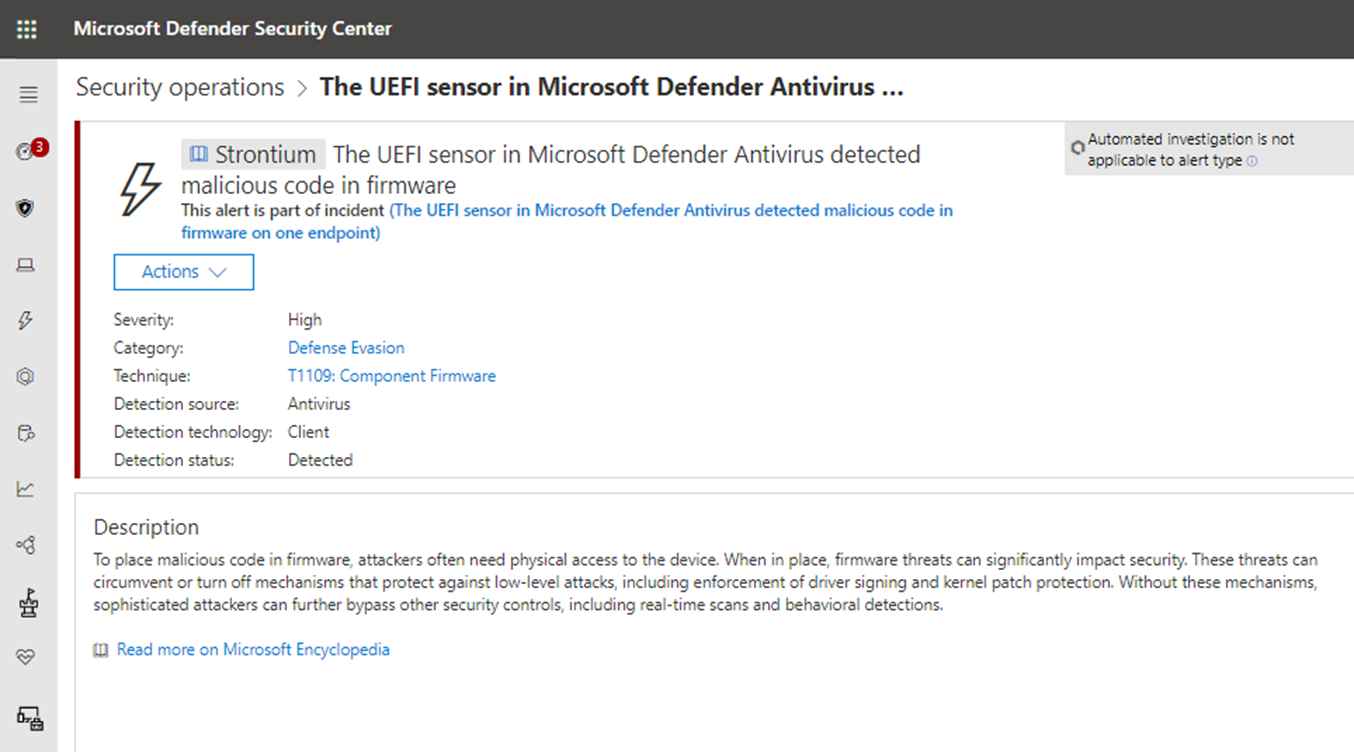 Microsoft Defender Security Center
Security operations > The UEFI sensor in Microsoft Defender Antivirus ...
3
Strontium The UEFI sensor in Microsoft Defender Antivirus detected
malicious code in firmware
This alert is part of incident (The UEFI sensor in Microsoft Defender Antivirus detected malicious code in
firmware on one endpoint)
Automated investigation is not
applicable to alert type
Actions
Severity: High
Category: Defense Evasion
Technique: T1109: Component Firmware
Detection source: Antivirus
Detection technology: Client
Detection status: Detected
Description
To place malicious code in firmware, attackers often need physical access to the device. When in place, firmware threats can significantly impact security. These threats can
circumvent or turn off mechanisms that protect against low-level attacks, including enforcement of driver signing and kernel patch protection. Without these mechanisms,
sophisticated attackers can further bypass other security controls, including real-time scans and behavioral detections.
Read more on Microsoft Encyclopedia